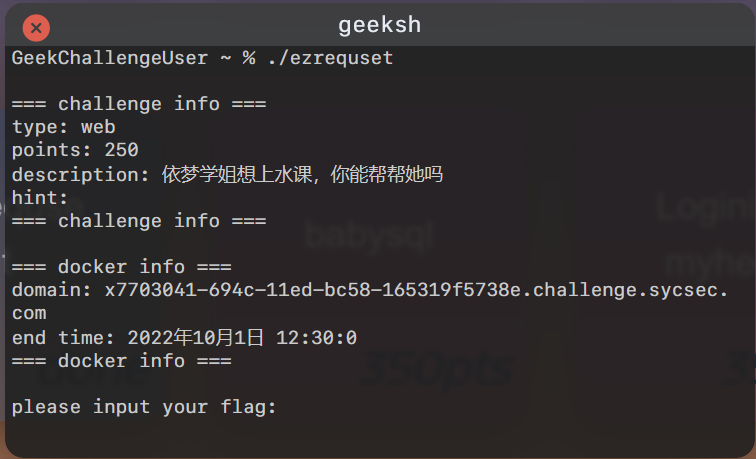 geeksh
GeekChallengeUser ~ % ./ezrequset
=== challenge info ===
type: web
points: 250
description: 依梦学姐想上水课，你能帮帮她吗
hint:
=== challenge info ===
babysql
=== docker info ===
domain: x7703041-694c-11ed-bc58-165319f5738e.challenge.sycsec.
com
end time: 2022年10月1日 12:30:0
=== docker info ===
350pts
please input your flag: